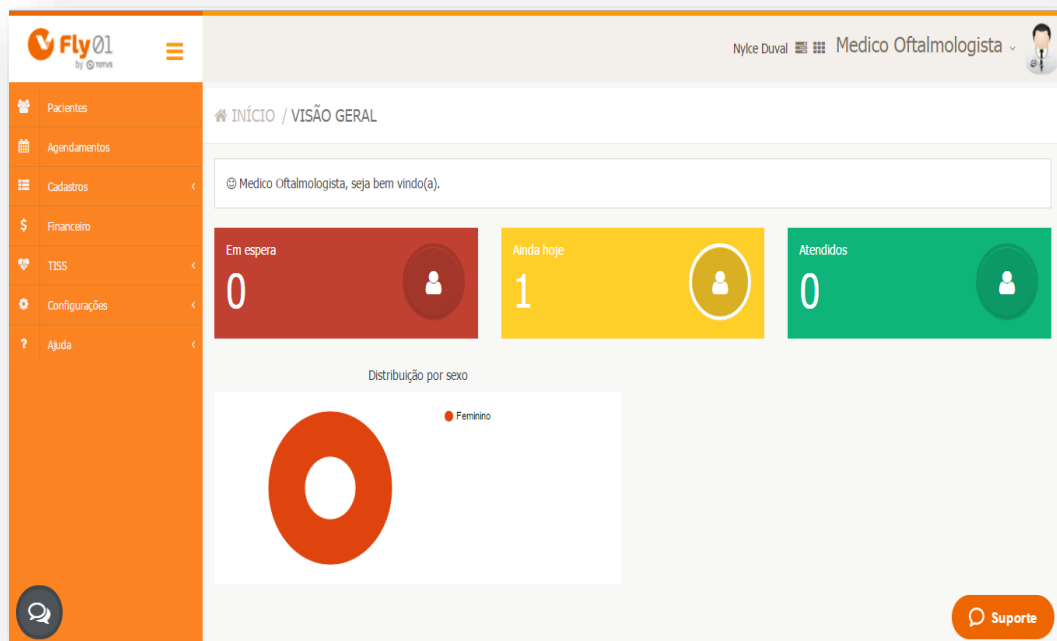 Fly01
by TOTVS
Nylce Duval Medico Oftalmologista
Pacientes
Agendamentos
Cadastros
Financeiro
TISS
Configurações
Ajuda
INÍCIO / VISÃO GERAL
Medico Oftalmologista, seja bem vindo(a).
Em espera
0
Ainda hoje
1
Atendidos
0
Distribuição por sexo
Feminino
Suporte